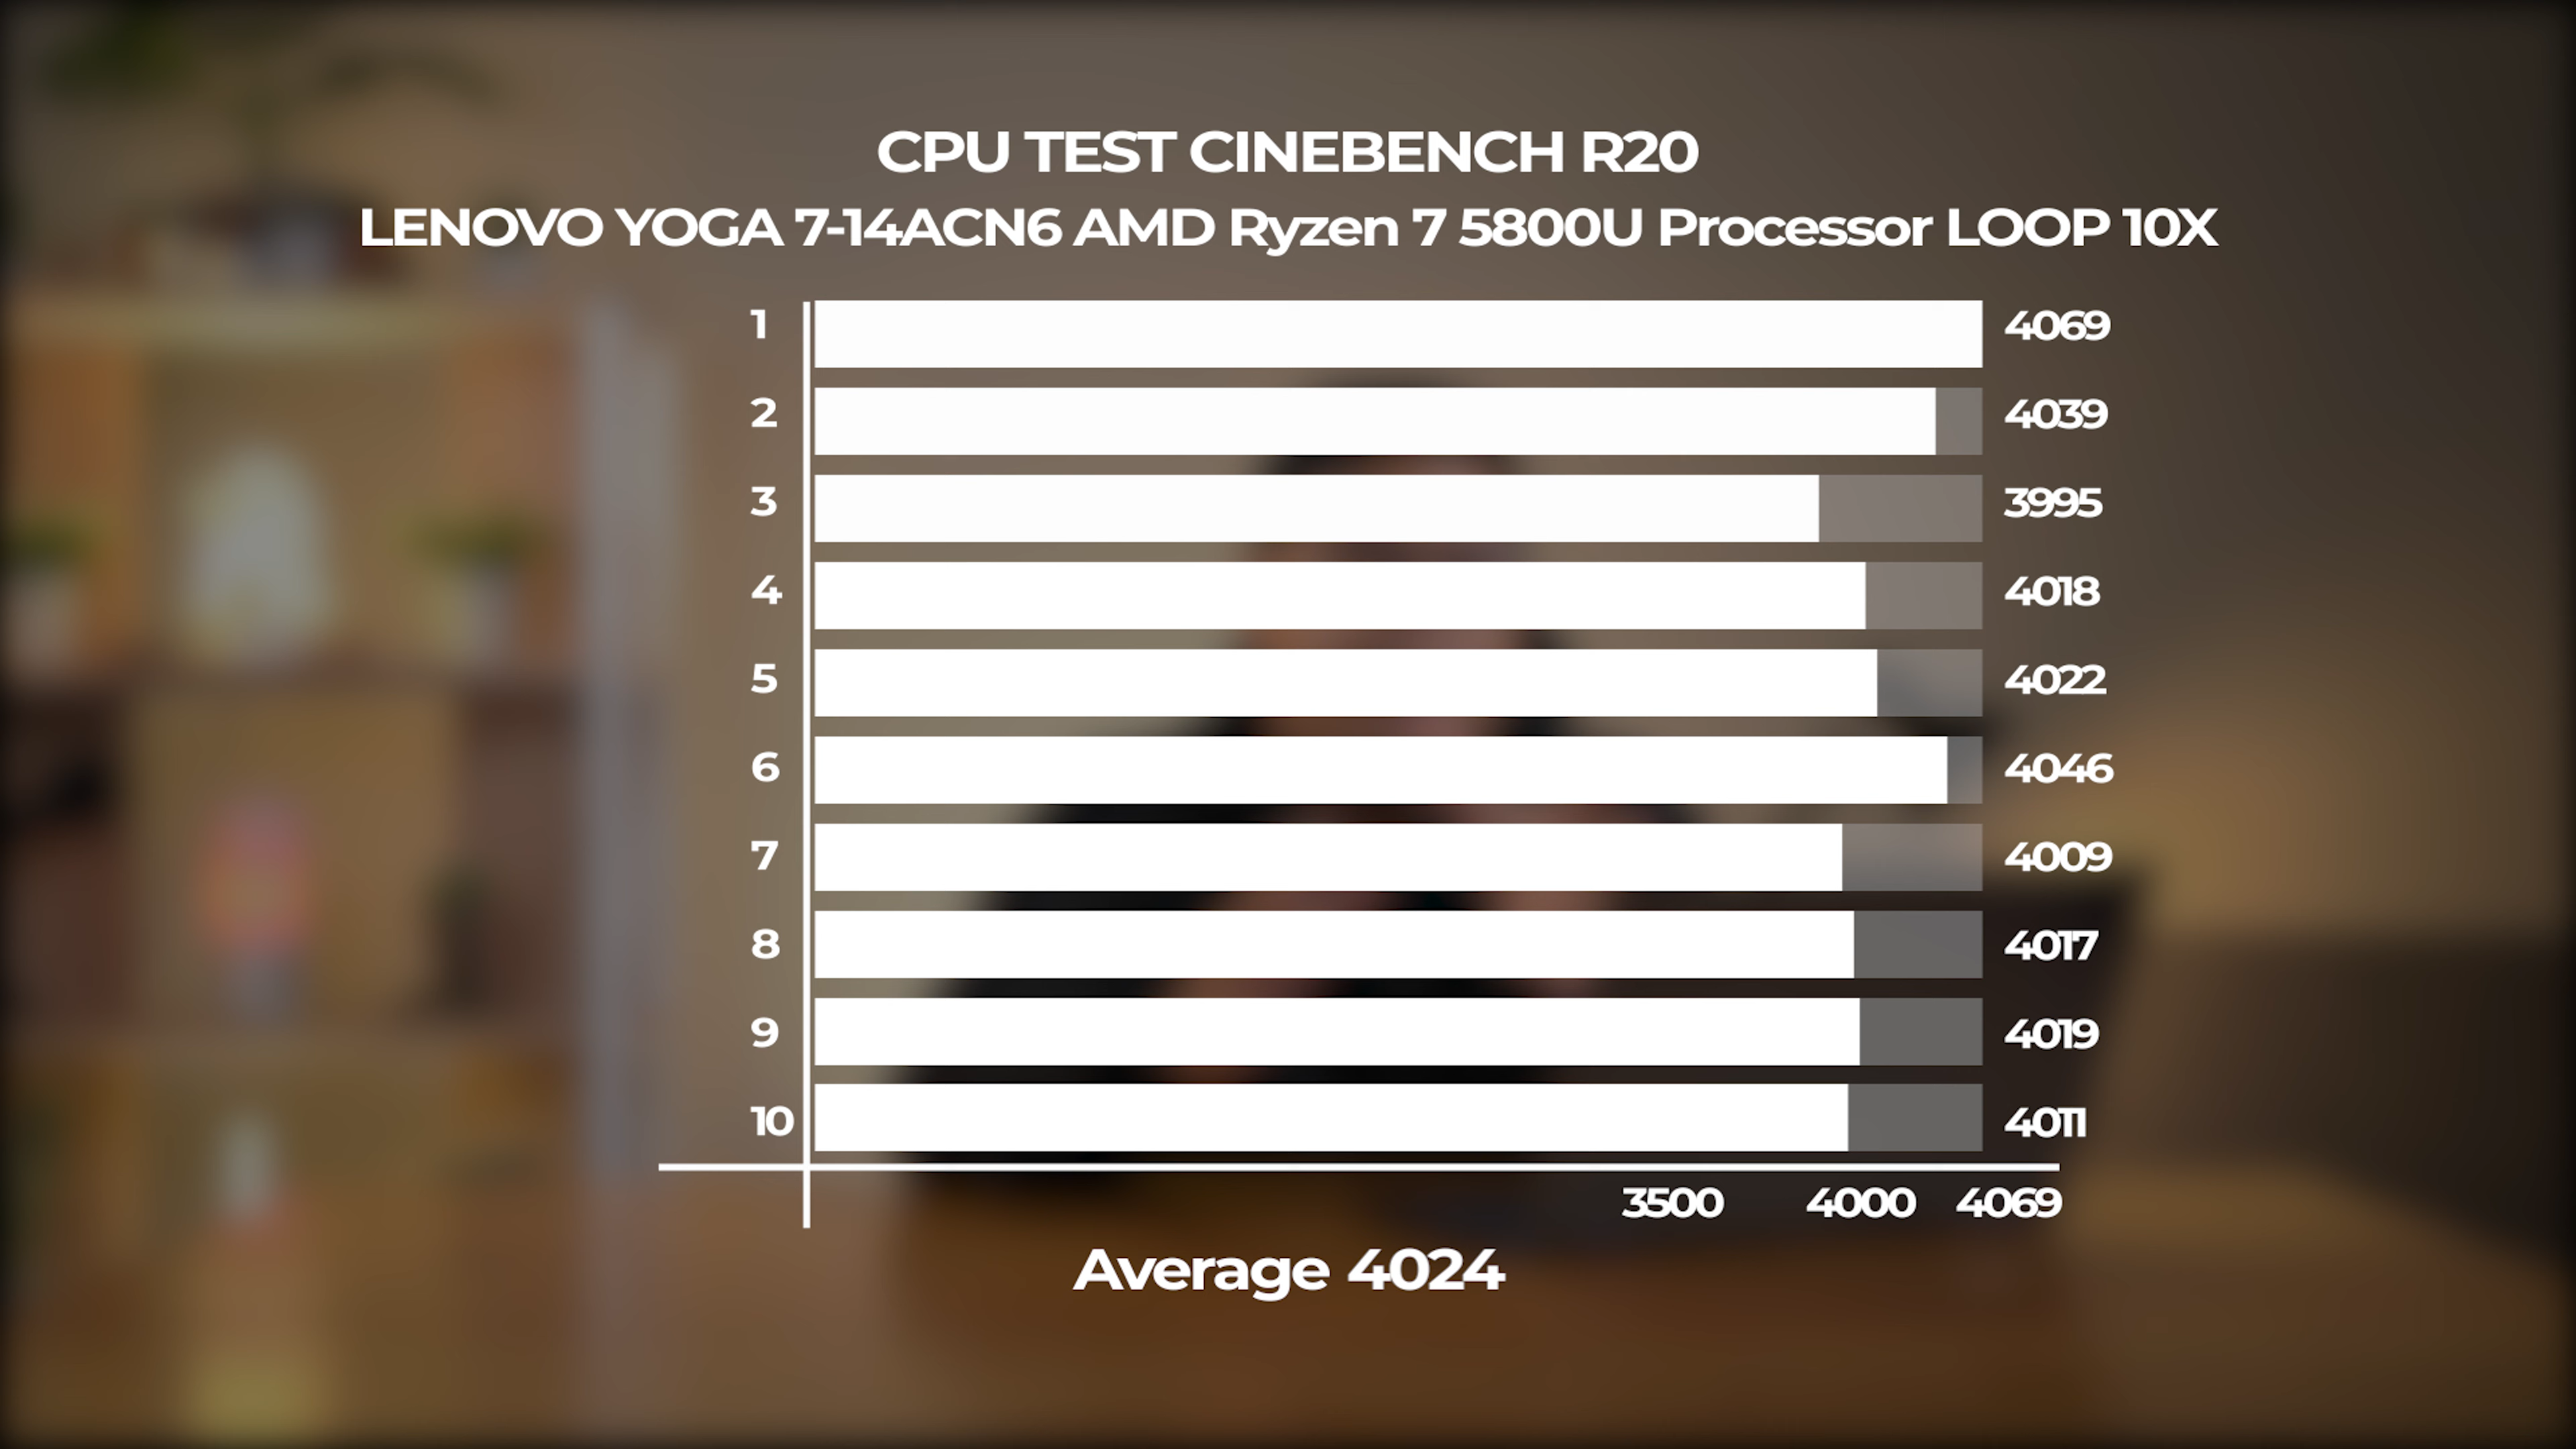 CPU TEST CINEBENCH R20
LENOVO YOGA 7-14ACN6 AMD Ryzen 7 5800U Processor LOOP 10X
1 4069
2 4039
3 3995
4 4018
5 4022
6 4046
7 4009
8 4017
9 4019
10 4011
3500 4000 4069
Average 4024